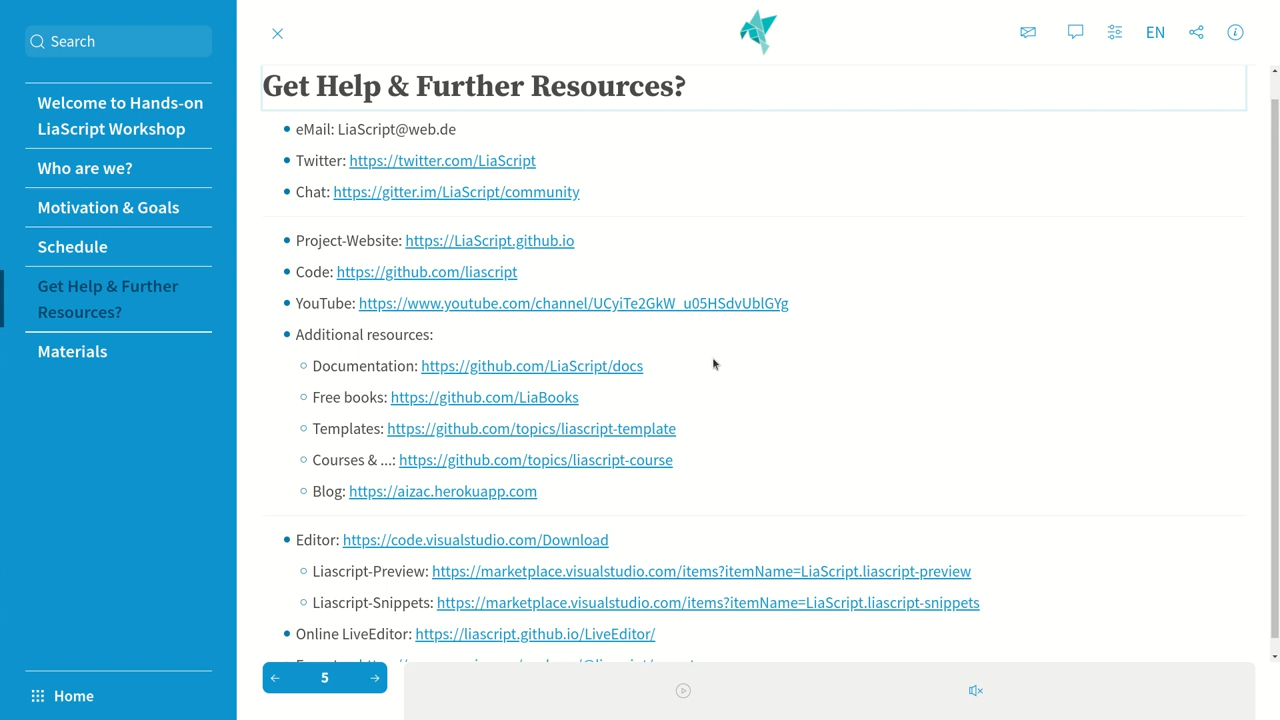 Search
Welcome to Hands-on
LiaScript Workshop
Who are we?
Motivation & Goals
Schedule
Get Help & Further
Resources?
Materials
Home
EN
Get Help & Further Resources?
eMail: LiaScript@web.de
Twitter: https://twitter.com/LiaScript
Chat: https://gitter.im/LiaScript/community
Project-Website: https://LiaScript.github.io
Code: https://github.com/liascript
YouTube: https://www.youtube.com/channel/UCyiTe2GkW_u05HSdvUblGYg
Additional resources:
Documentation: https://github.com/LiaScript/docs
Free books: https://github.com/LiaBooks
Templates: https://github.com/topics/liascript-template
Courses & ...: https://github.com/topics/liascript-course
Blog: https://aizac.herokuapp.com
Editor: https://code.visualstudio.com/Download
Liascript-Preview: https://marketplace.visualstudio.com/items?itemName=LiaScript.liascript-preview
Liascript-Snippets: https://marketplace.visualstudio.com/items?itemName=LiaScript.liascript-snippets
Online LiveEditor: https://liascript.github.io/LiveEditor/
5